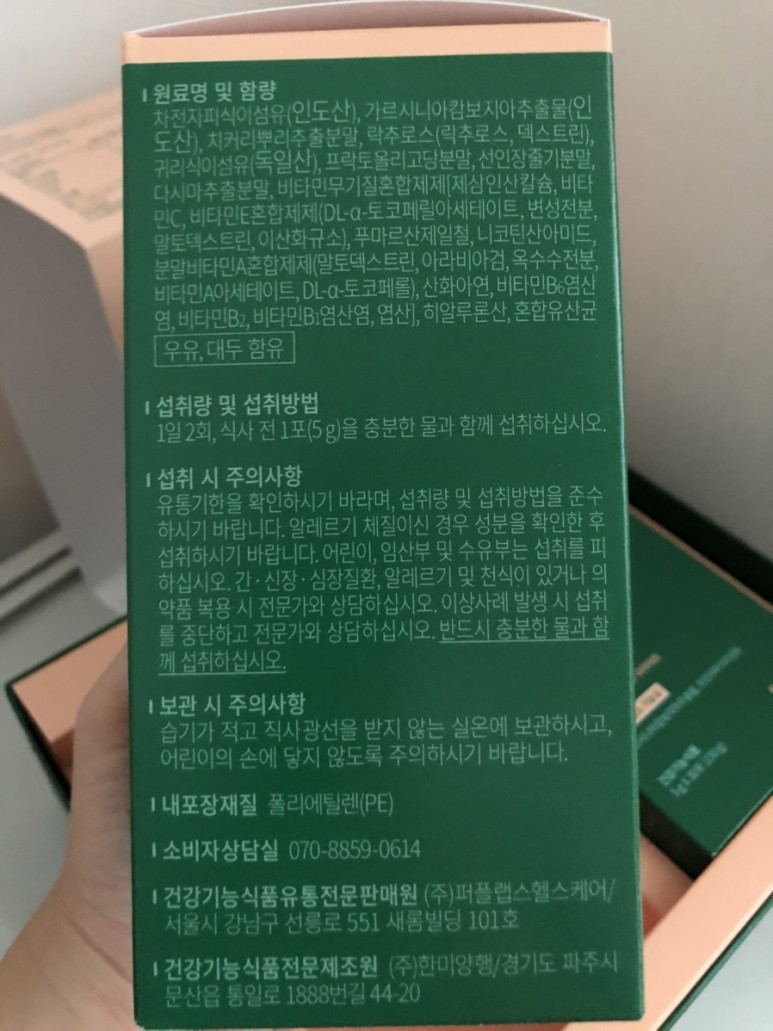 원료명 및 함량
차전자피식이섬유(인도산), 가르시니아캄보지아추출물(인
도산), 치커리뿌리추출분말, 락추로스(락추로스, 덱스트린),
귀리식이섬유(독일산), 프락토올리고당분말, 선인장줄기분말,
다시마추출분말, 비타민무기질혼합제제[제삼인산칼슘, 비타
민C, 비타민E혼합제제(DL-α-토코페릴아세테이트, 변성전분,
말토덱스트린, 이산화규소), 푸마르산제일철, 니코틴산아미드,
분말비타민A혼합제제(말토덱스트린, 아라비아검, 옥수수전분,
비타민A아세테이트, DL-α-토코페롤), 산화아연, 비타민B6염산
염, 비타민B2, 비타민B1염산염, 엽산], 히알루론산, 혼합유산균
우유, 대두 함유
섭취량 및 섭취방법
1일 2회, 식사 전 1포(5g)을 충분한 물과 함께 섭취하십시오.
섭취 시 주의사항
유통기한을 확인하시기 바라며, 섭취량 및 섭취방법을 준수
하시기 바랍니다. 알레르기 체질이신 경우 성분을 확인한 후
섭취하시기 바랍니다. 어린이, 임산부 및 수유부는 섭취를 피
하십시오. 간·신장·심장질환, 알레르기 및 천식이 있거나 의
약품 복용 시 전문가와 상담하십시오. 이상사례 발생 시 섭취
를 중단하고 전문가와 상담하십시오. 반드시 충분한 물과 함
께 섭취하십시오.
보관 시 주의사항
습기가 적고 직사광선을 받지 않는 실온에 보관하시고,
어린이의 손에 닿지 않도록 주의하시기 바랍니다.
내포장재질 폴리에틸렌(PE)
소비자상담실 070-8859-0614
건강기능식품유통전문판매원 (주)퍼플랩스헬스케어/
서울시 강남구 선릉로 551 새롬빌딩 101호
건강기능식품전문제조원 (주)한미양행/경기도 파주시
문산읍 통일로 1888번길 44-20